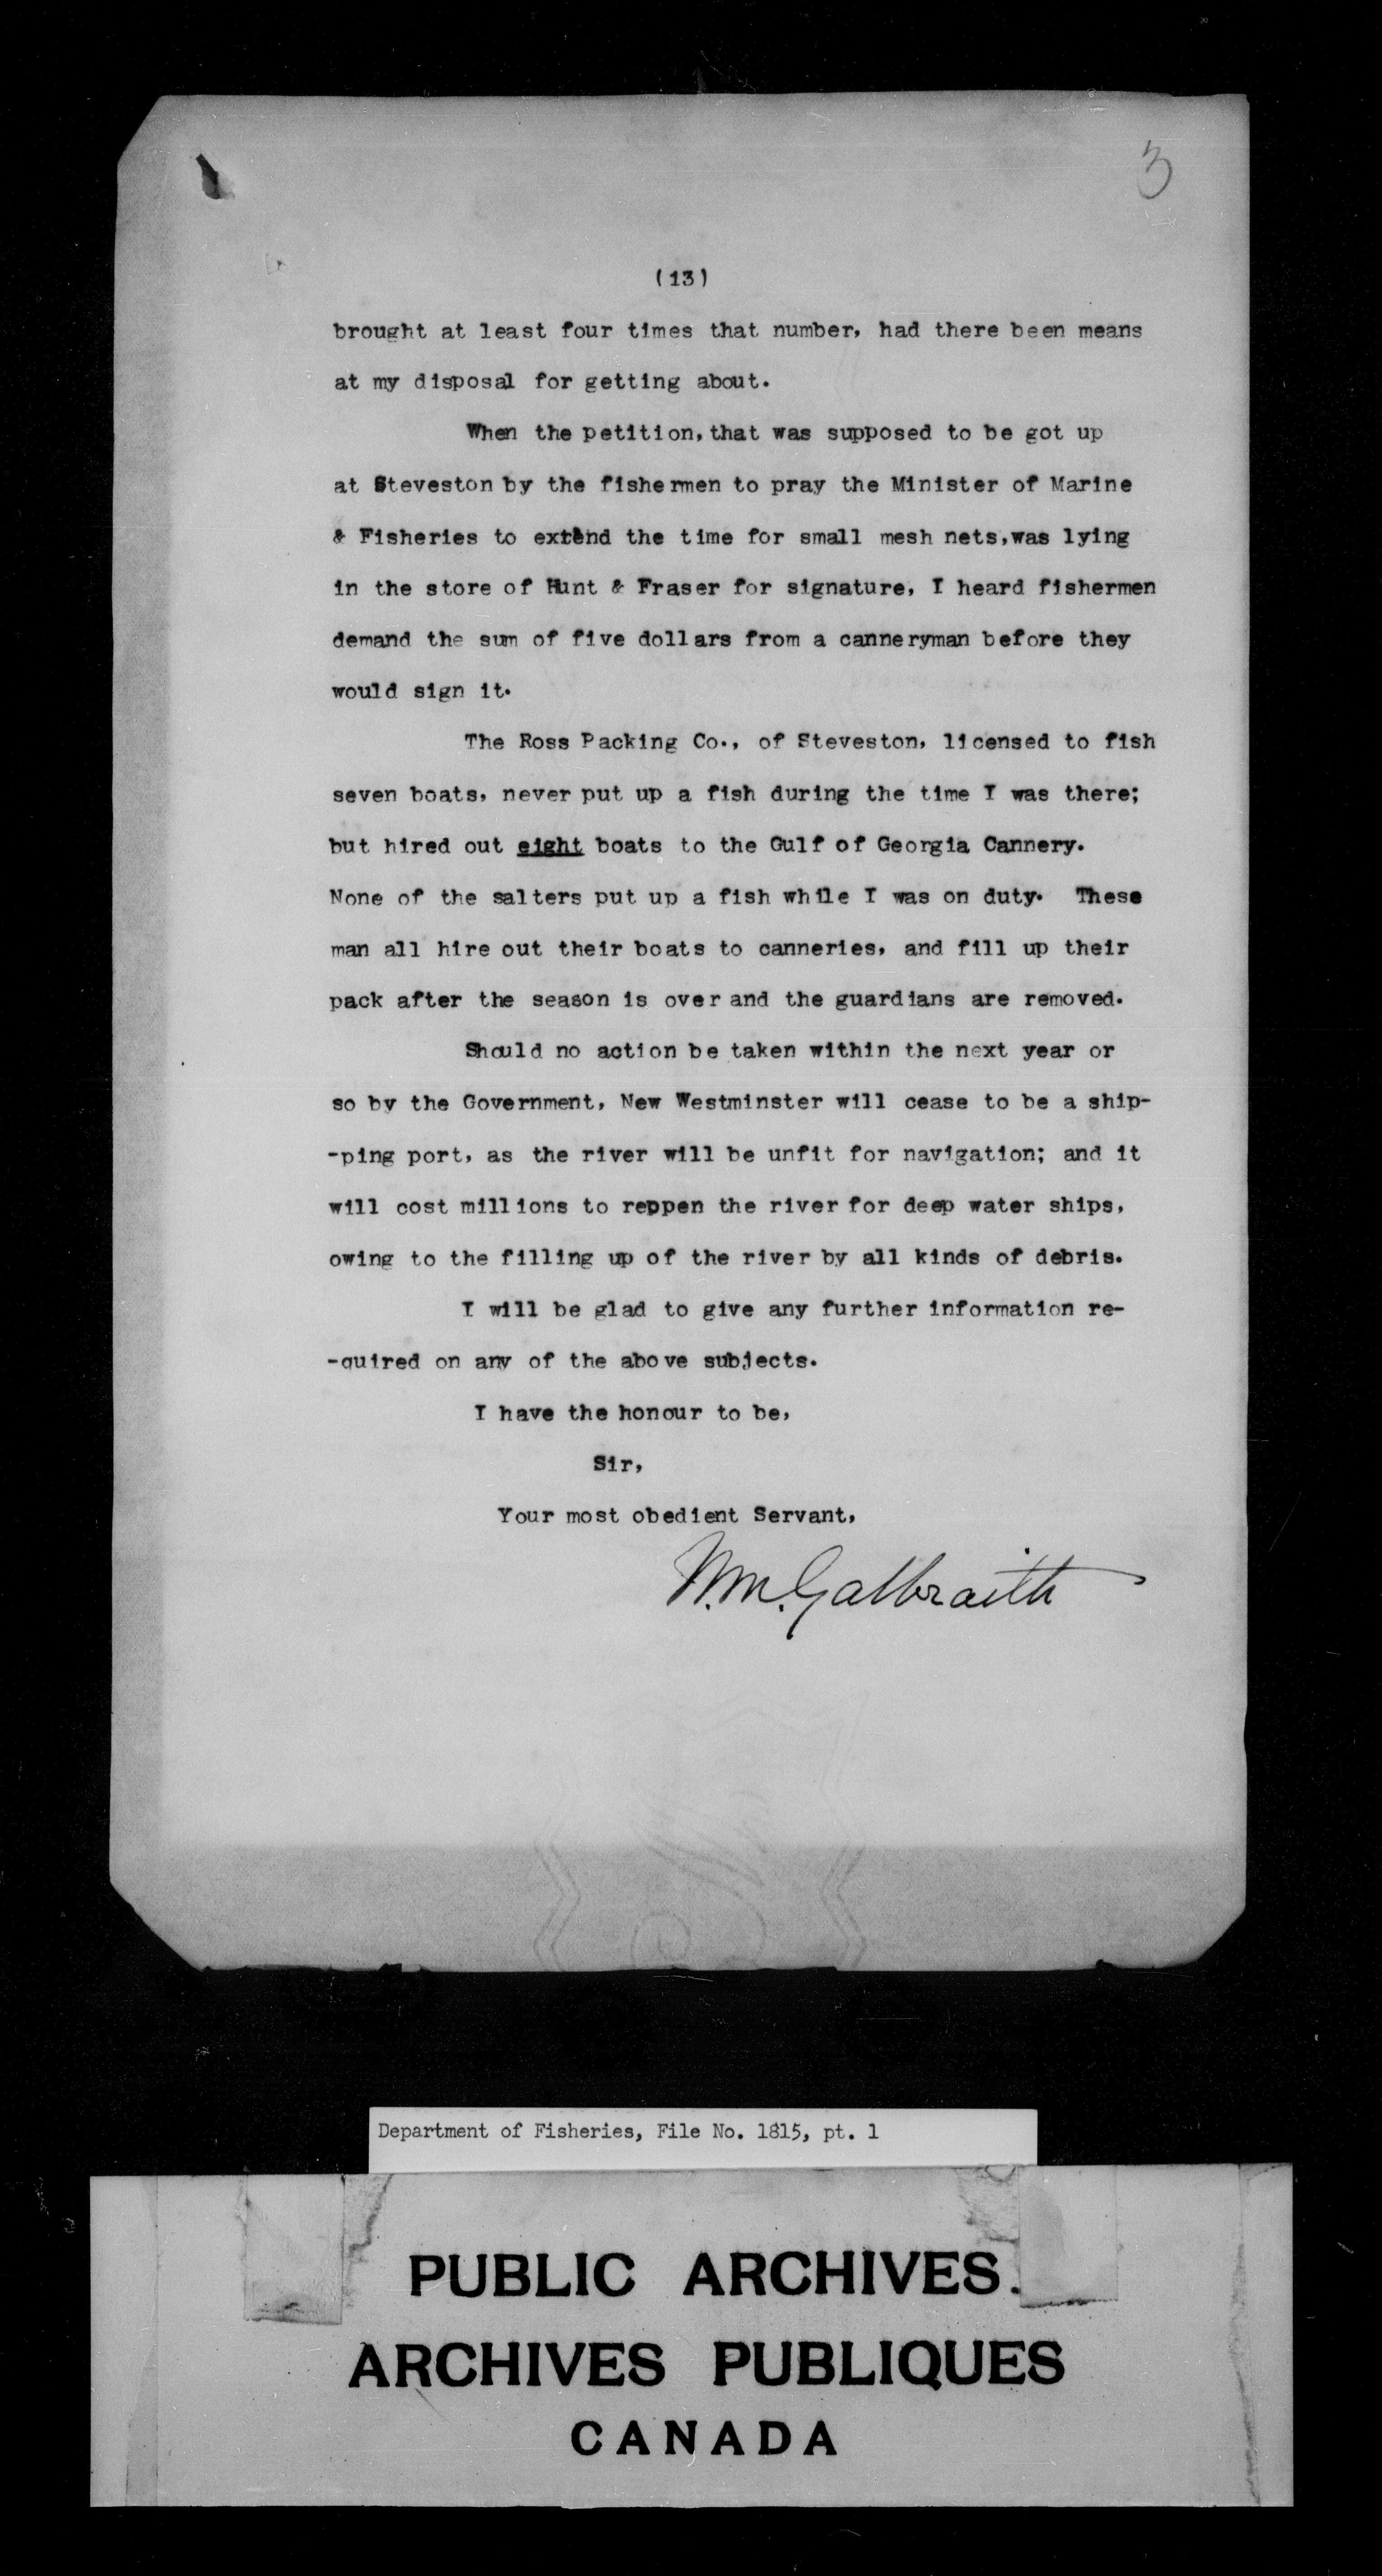 3
(13)
brought at least four times that number, had there been means
at my disposal for getting about.
When the petition, that was supposed to be got up
at Steveston by the fishermen to pray the Minister of Marine
& Fisheries to extend the time for small mesh nets, was lying
in the store of Hunt & Fraser for signature, I heard fishermen
demand the sum of five dollars from a canneryman before they
would sign it.
The Ross Packing Co., of Steveston, licensed to fish
seven boats, never put up a fish during the time I was there;
but hired out eight boats to the Gulf of Georgia Cannery.
None of the salters put up a fish while I was on duty. These
man all hire out their boats to canneries, and fill up their
pack after the season is over and the guardians are removed.
Should no action be taken within the next year or
so by the Government, New Westminster will cease to be a ship-
-ping port, as the river will be unfit for navigation; and it
will cost millions to reppen the river for deep water ships,
owing to the filling up of the river by all kinds of debris.
I will be glad to give any further information re-
-quired on any of the above subjects.
I have the honour to be,
Sir,
Your most obedient Servant,
Wm. Galbraith
Department of Fisheries, File No. 1815, pt. 1
PUBLIC ARCHIVES.
ARCHIVES PUBLIQUES
CANADA